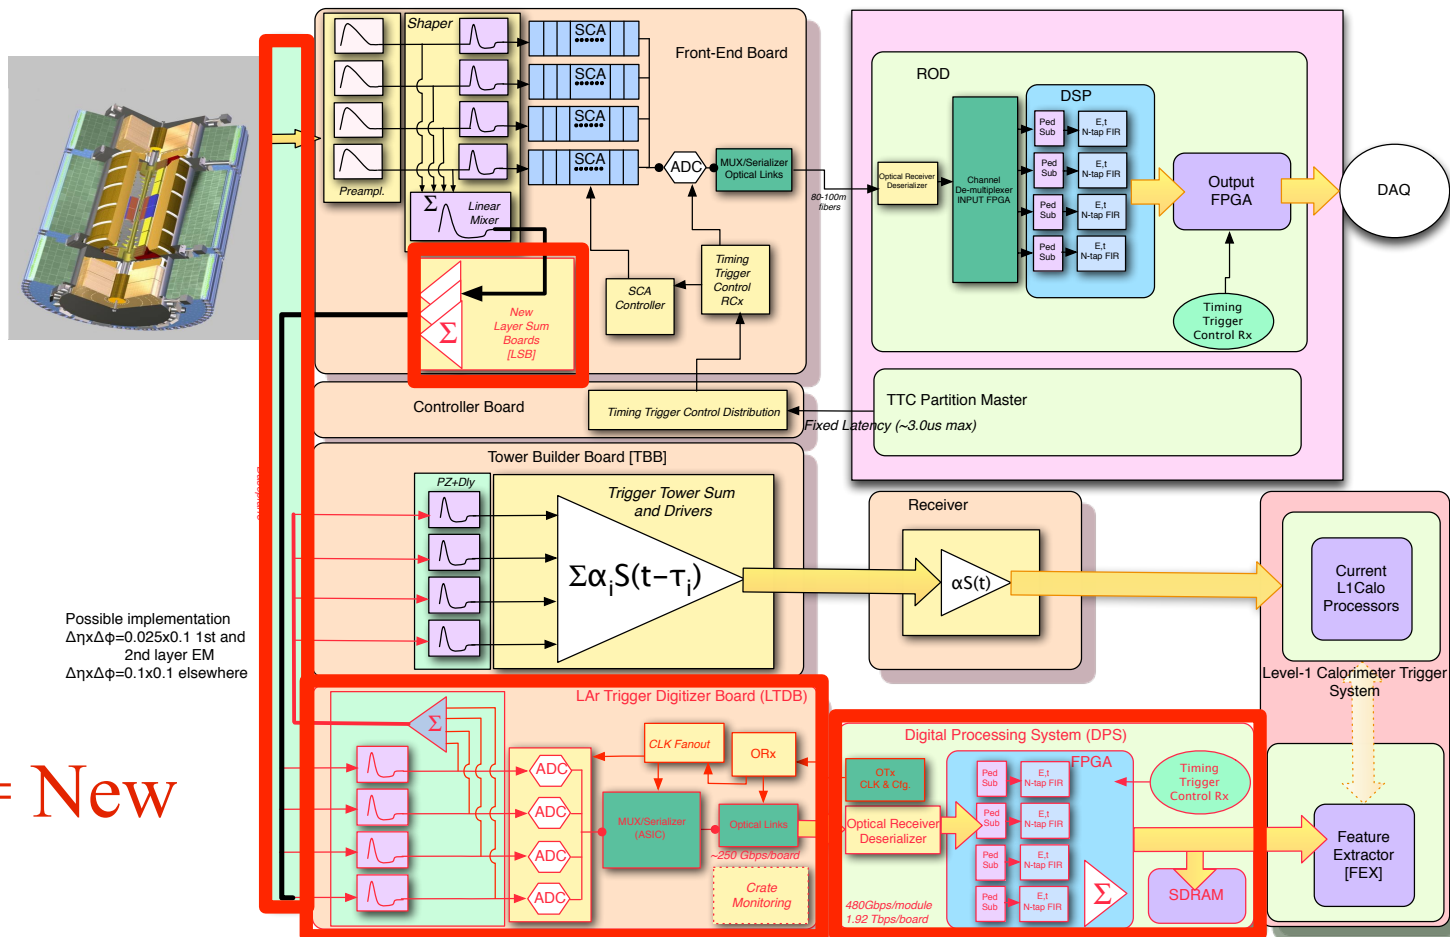 Shaper
Preampl.
SCA
SCA
SCA
SCA
Front-End Board
ADC
MUX/Serializer
Optical Links
Σ
Linear
Mixer
New
Layer Sum
Boards
[LSB]
Σ
SCA
Controller
Timing
Trigger
Control
RCx
80-100m
fibers
ROD
Optical Receiver
Deserializer
Channel
De-multiplexer
INPUT FPGA
DSP
Ped
Sub
E,t
N-tap FIR
Ped
Sub
E,t
N-tap FIR
Ped
Sub
E,t
N-tap FIR
Ped
Sub
E,t
N-tap FIR
Output
FPGA
DAQ
Timing
Trigger
Control Rx
Controller Board
Timing Trigger Control Distribution
TTC Partition Master
Fixed Latency (~3.0us max)
Tower Builder Board [TBB]
PZ+Dly
Trigger Tower Sum
and Drivers
Σα_iS(t−τ_i)
Receiver
αS(t)
Current
L1Calo
Processors
Level-1 Calorimeter Trigger
System
Possible implementation
ΔηxΔϕ=0.025x0.1 1st and
2nd layer EM
ΔηxΔϕ=0.1x0.1 elsewhere
= New
LAr Trigger Digitizer Board (LTDB)
Σ
ADC
ADC
ADC
ADC
CLK Fanout
ORx
MUX/Serializer
(ASIC)
Optical Links
~250 Gbps/board
Crate
Monitoring
Digital Processing System (DPS)
OTx
CLK & Cfg.
Optical Receiver
Deserializer
480Gbps/module
1.92 Tbps/board
FPGA
Ped
Sub
E,t
N-tap FIR
Ped
Sub
E,t
N-tap FIR
Ped
Sub
E,t
N-tap FIR
Ped
Sub
E,t
N-tap FIR
Σ
Timing
Trigger
Control Rx
SDRAM
Feature
Extractor
[FEX]